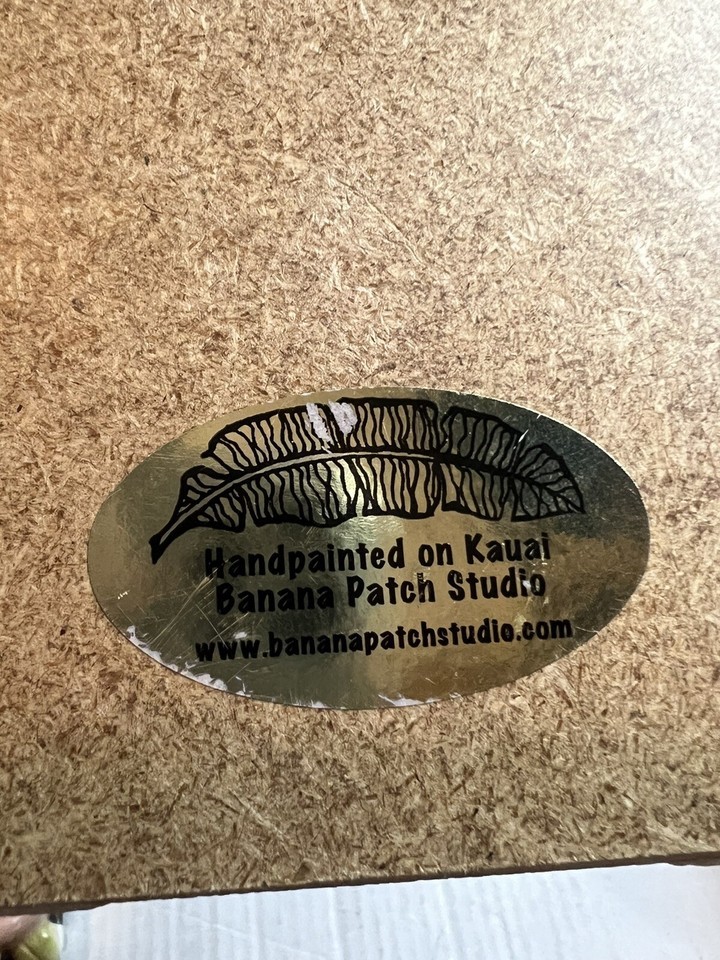 Handpainted on Kauai
Banana Patch Studio
www.bananapatchstudio.com